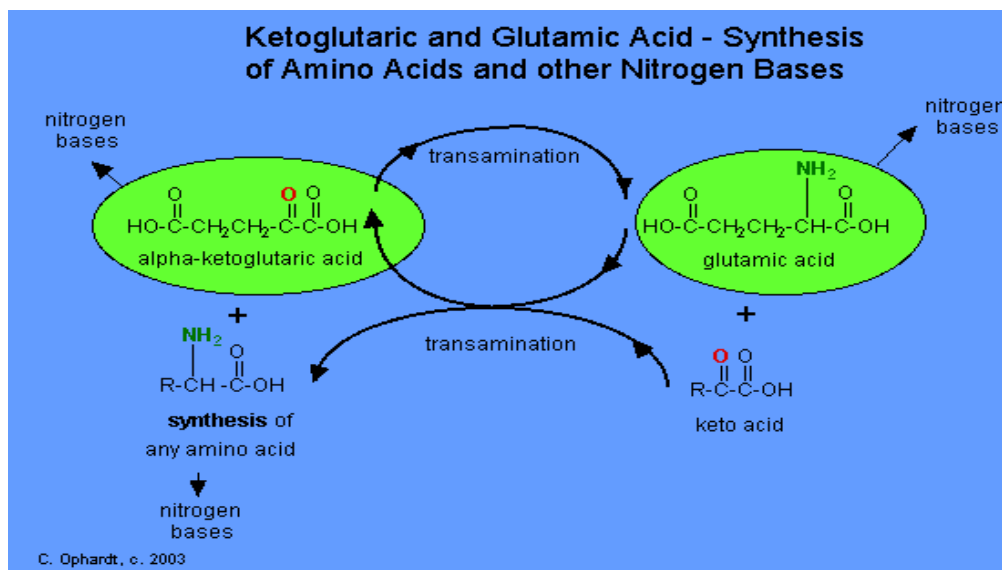 Ketoglutaric and Glutamic Acid - Synthesis
of Amino Acids and other Nitrogen Bases
nitrogen
bases
nitrogen
bases
transamination
O
O O
HO-C-CH₂CH₂-C-COH
alpha-ketoglutaric acid
NH₂
O
O
HO-C-CH₂CH₂-CH-C-OH
glutamic acid
+
+
NH₂
O
R-CH-C-OH
synthesis of
any amino acid
nitrogen
bases
transamination
O O
R-C-C-OH
keto acid
C. Ophardt, c. 2003